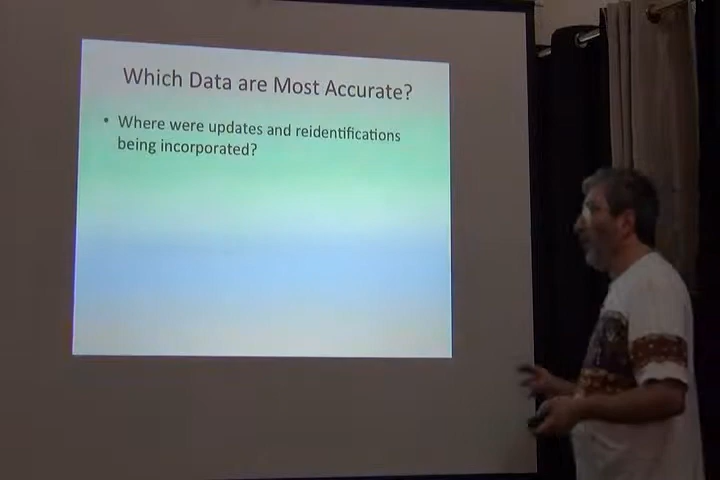 Which Data are Most Accurate?
• Where were updates and reidentifications
being incorporated?